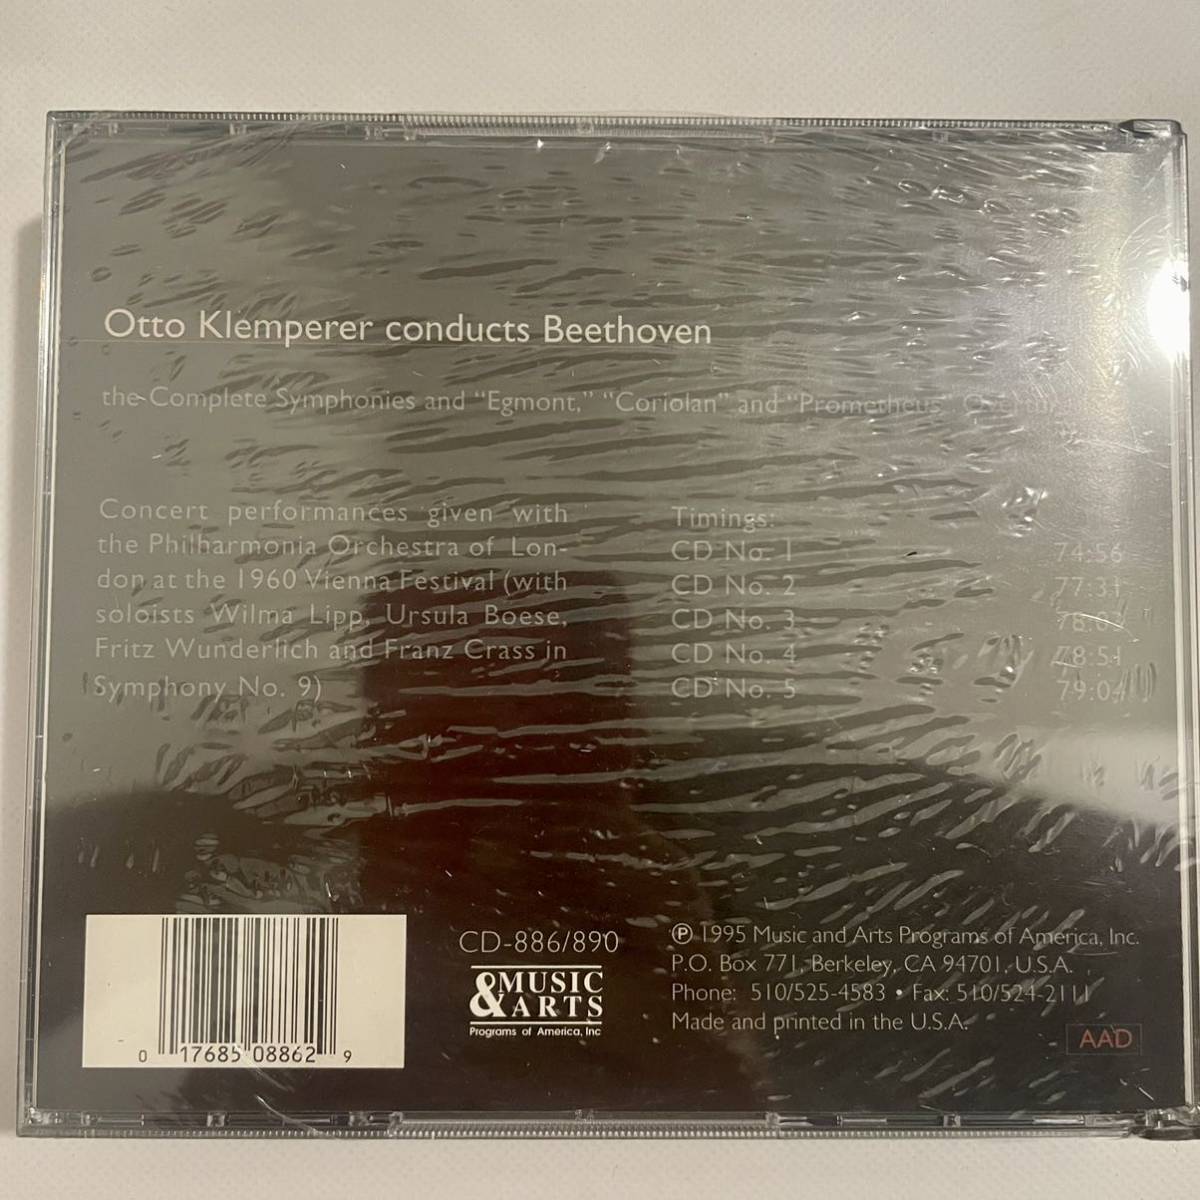 Otto Klemperer conducts Beethoven
the Complete Symphonies and "Egmont," "Coriolan" and "Prometheus"
Concert performances given with
the Philharmonia Orchestra of Lon-
don at the 1960 Vienna Festival (with
soloists Wilma Lipp, Ursula Boese,
Fritz Wunderlich and Franz Crass in
Symphony No. 9)
Timings:
CD No. 1 74:56
CD No. 2 77:31
CD No. 3 78:03
CD No. 4 78:51
CD No. 5 79:04
0 17685 08862 9
CD-886/890
MUSIC
& ARTS
Programs of America, Inc
℗ 1995 Music and Arts Programs of America, Inc.
P.O. Box 771, Berkeley, CA 94701, U.S.A.
Phone: 510/525-4583 • Fax: 510/524-2111
Made and printed in the U.S.A.
AAD